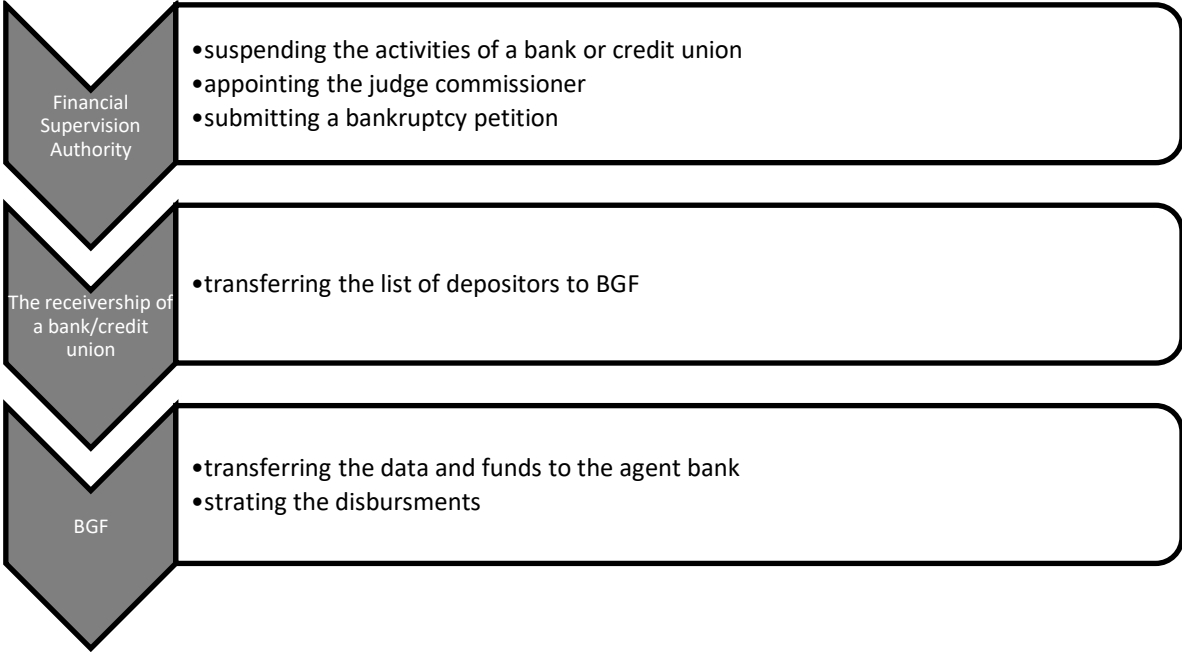 Financial
Supervision
Authority
•suspending the activities of a bank or credit union
•appointing the judge commissioner
•submitting a bankruptcy petition
The receivership of
a bank/credit
union
•transferring the list of depositors to BGF
BGF
•transferring the data and funds to the agent bank
•strating the disbursments